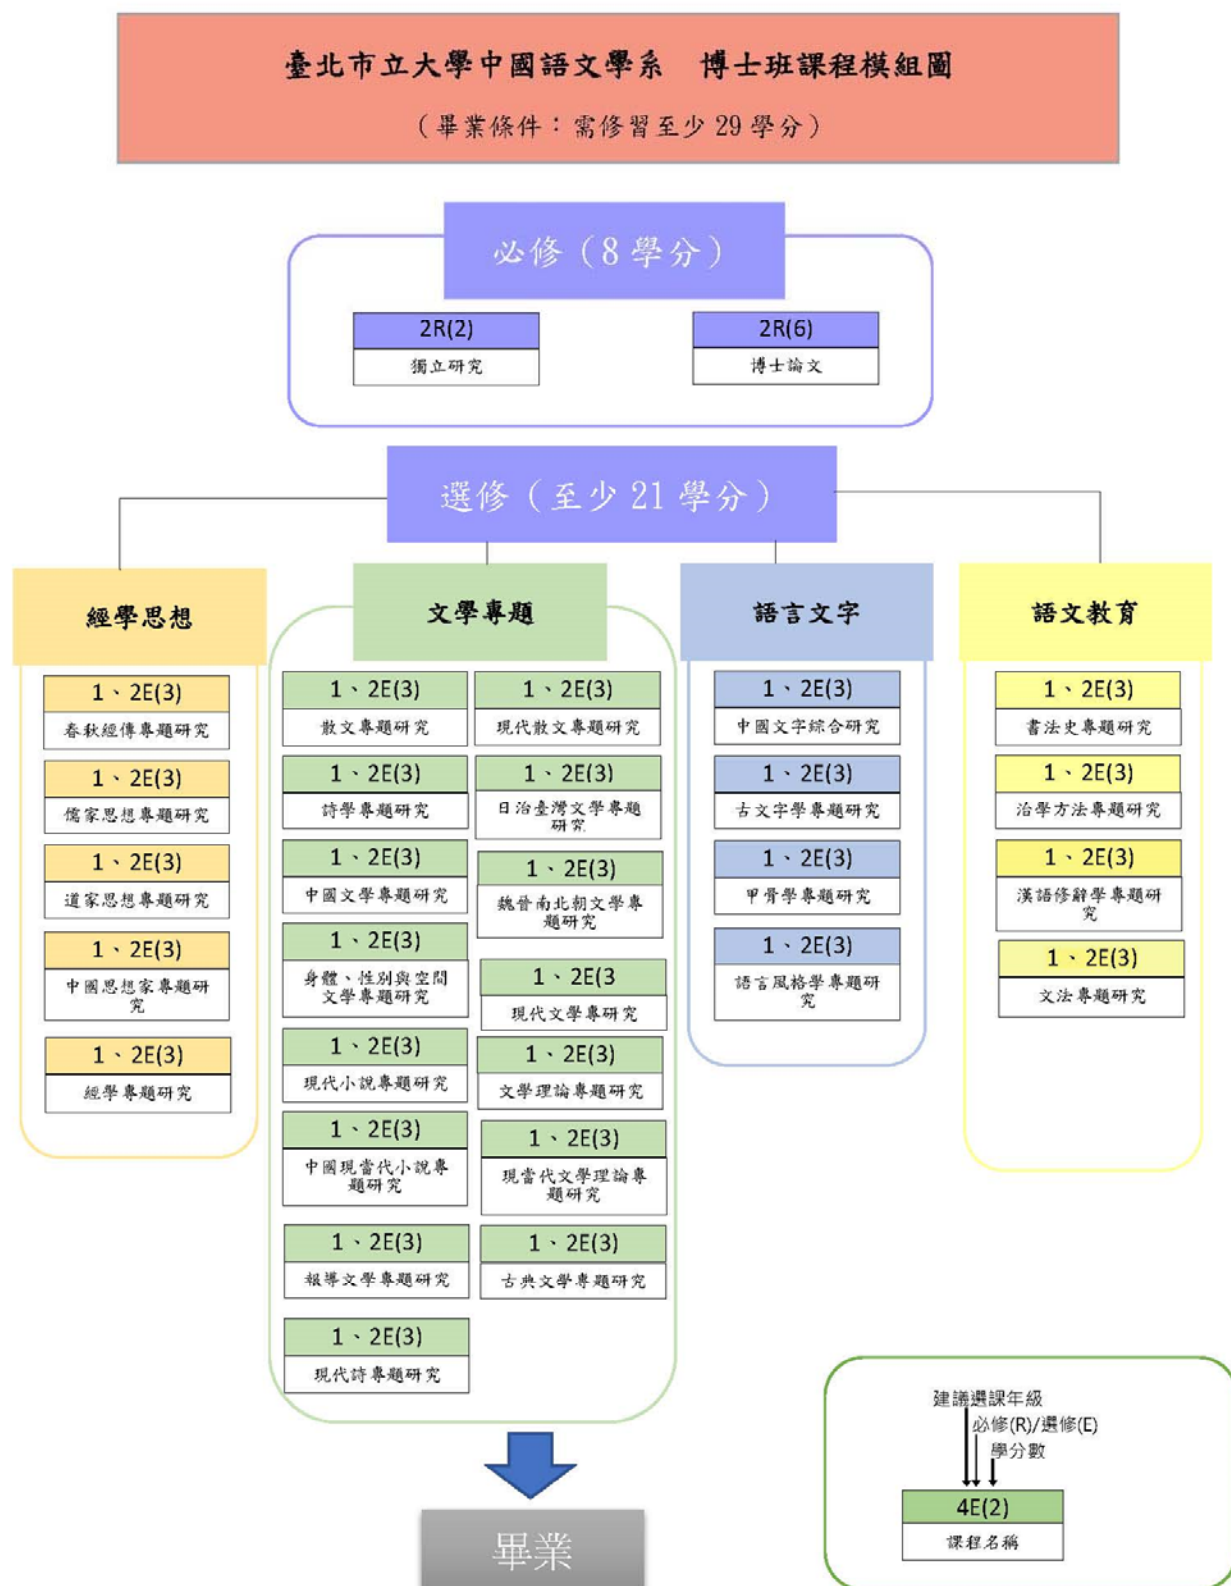 臺北市立大學中國語文學系　博士班課程模組圖
（畢業條件：需修習至少 29 學分）
必修（8 學分）
2R(2)
獨立研究
2R(6)
博士論文
選修（至少 21 學分）
經學思想
1、2E(3)
春秋經傳專題研究
1、2E(3)
儒家思想專題研究
1、2E(3)
道家思想專題研究
1、2E(3)
中國思想家專題研
究
1、2E(3)
經學專題研究
文學專題
1、2E(3)
散文專題研究
1、2E(3)
詩學專題研究
1、2E(3)
中國文學專題研究
1、2E(3)
身體、性別與空間
文學專題研究
1、2E(3)
現代小說專題研究
1、2E(3)
中國現當代小說專
題研究
1、2E(3)
報導文學專題研究
1、2E(3)
現代詩專題研究
1、2E(3)
現代散文專題研究
1、2E(3)
日治臺灣文學專題
研究
1、2E(3)
魏晉南北朝文學專
題研究
1、2E(3
現代文學專研究
1、2E(3)
文學理論專題研究
1、2E(3)
現當代文學理論專
題研究
1、2E(3)
古典文學專題研究
語言文字
1、2E(3)
中國文字綜合研究
1、2E(3)
古文字學專題研究
1、2E(3)
甲骨學專題研究
1、2E(3)
語言風格學專題研
究
語文教育
1、2E(3)
書法史專題研究
1、2E(3)
治學方法專題研究
1、2E(3)
漢語修辭學專題研
究
1、2E(3)
文法專題研究
畢業
建議選課年級
必修(R)/選修(E)
學分數
4E(2)
課程名稱